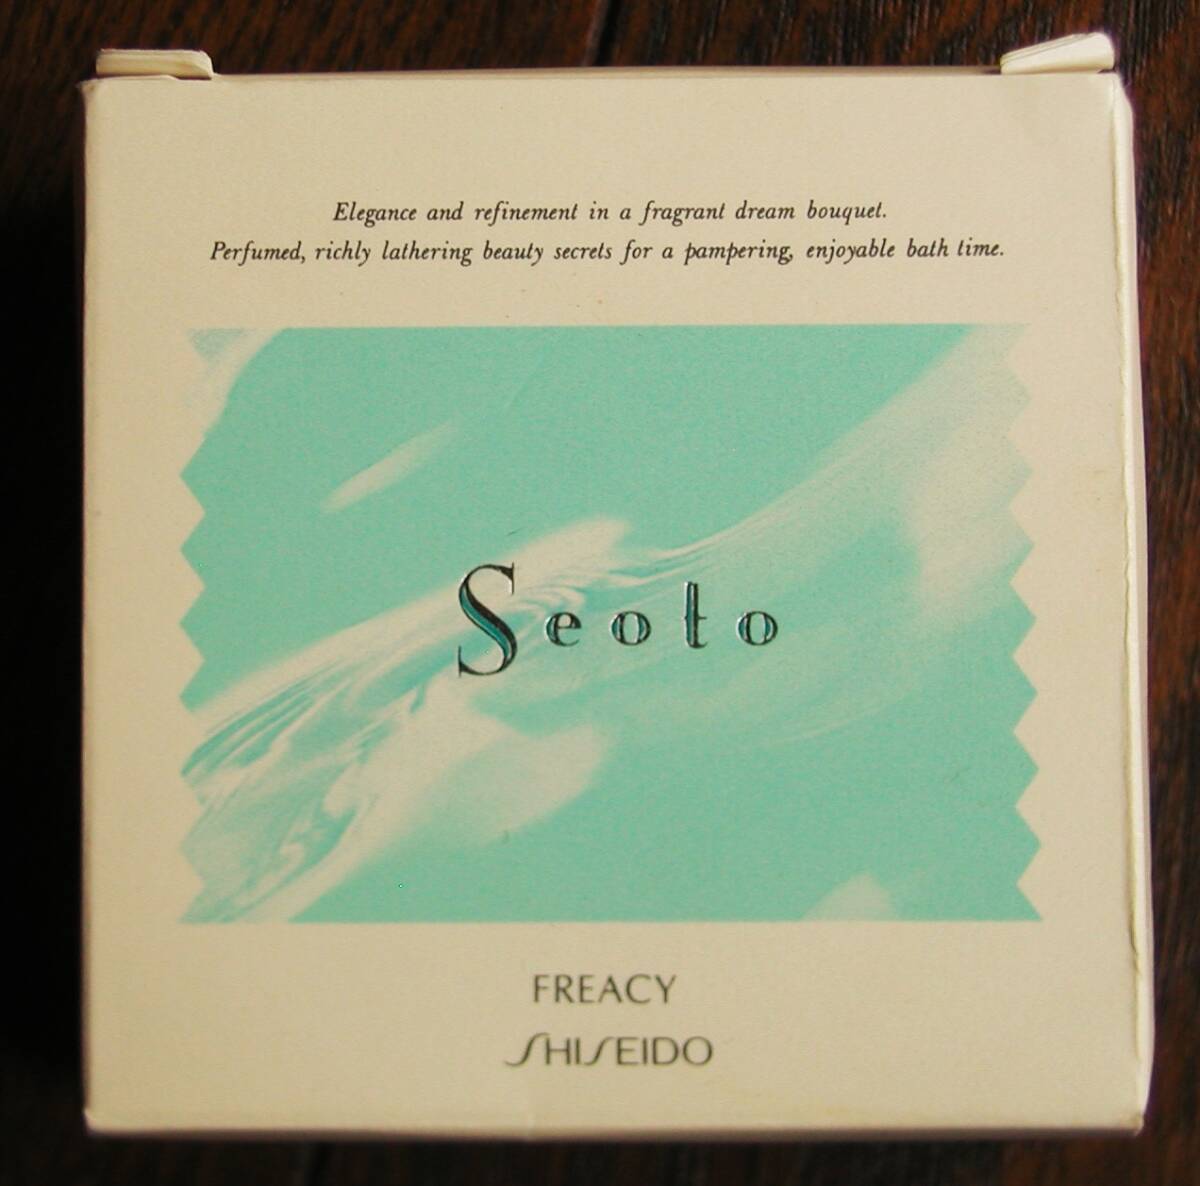 Elegance and refinement in a fragrant dream bouquet.
Perfumed, richly lathering beauty secrets for a pampering, enjoyable bath time.
Seoto
FREACY
SHISEIDO